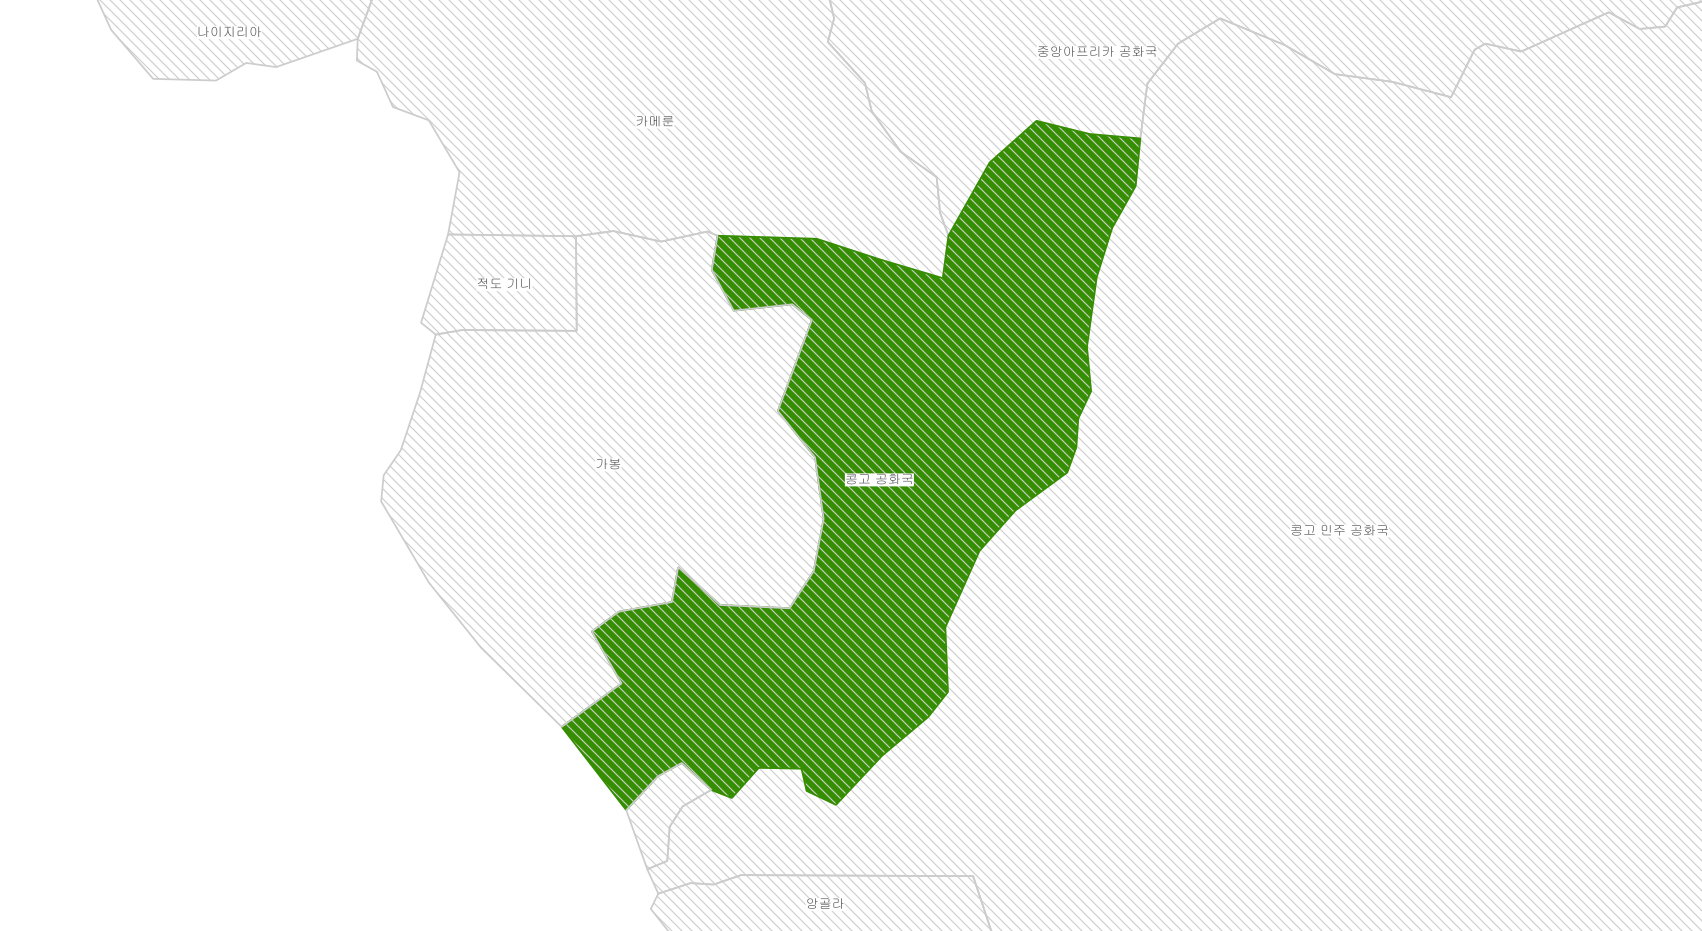 나이지리아
중앙아프리카 공화국
카메룬
적도 기니
가봉
콩고 공화국
콩고 민주 공화국
앙골라